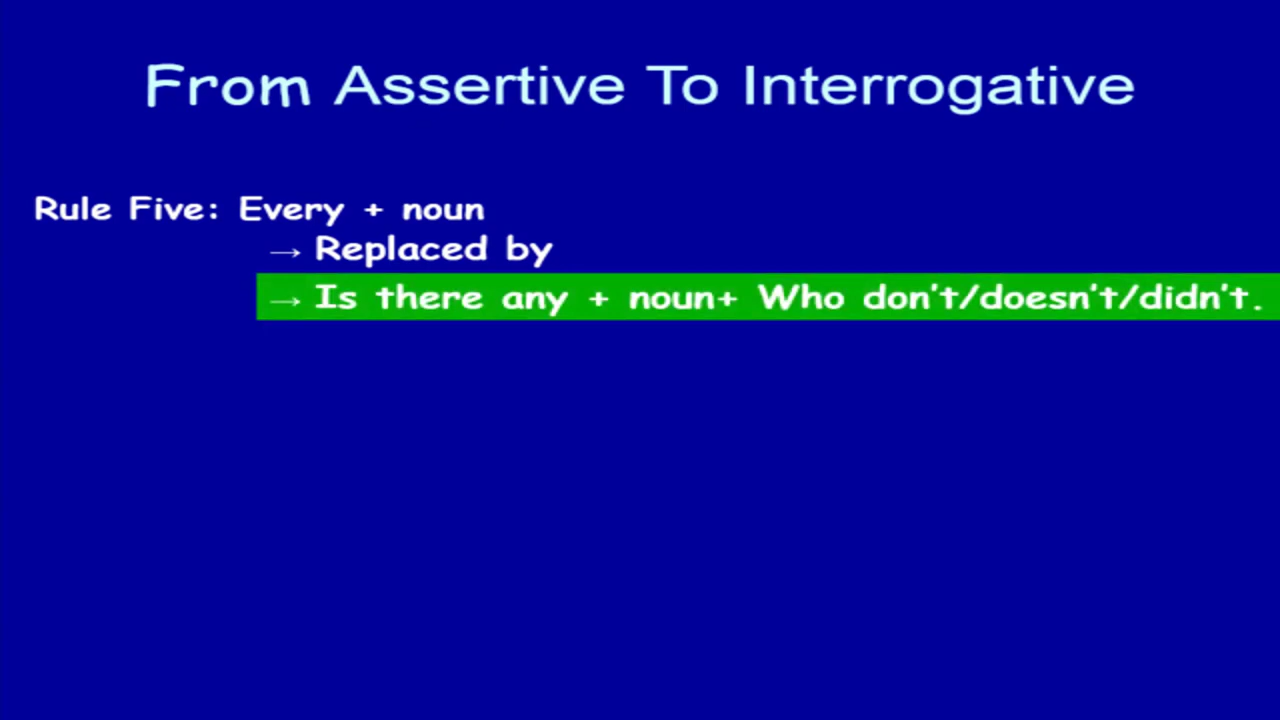 From Assertive To Interrogative
Rule Five: Every + noun
→ Replaced by
→ Is there any + noun+ Who don't/doesn't/didn't.